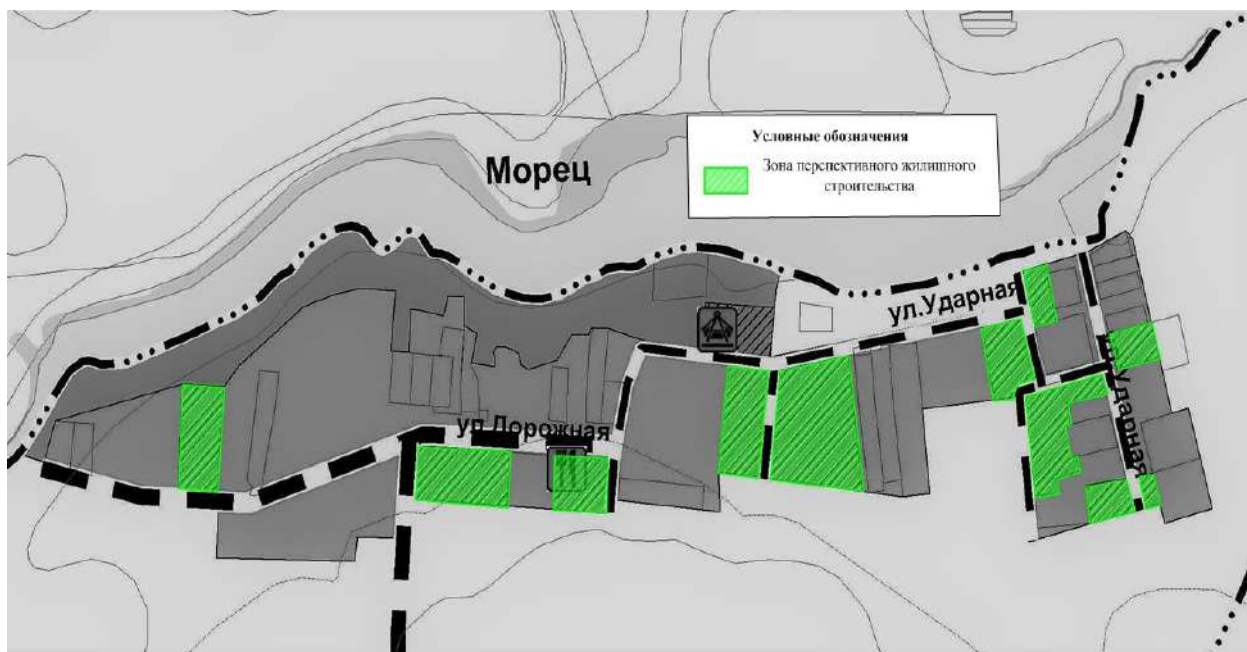 Условные обозначения
Зона перспективного жилищного
строительства
Морец
ул.Ударная
ул.Дорожная
ул.Ударная